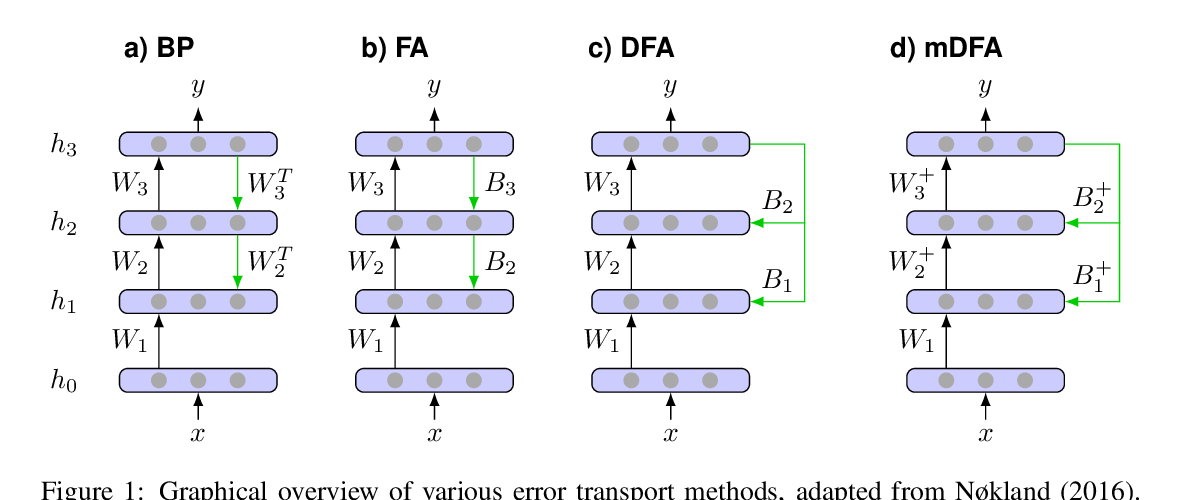 a) BP b) FA c) DFA d) mDFA
y y y y
h_3
W_3 W_3^T W_3 B_3 W_3 B_2 W_3^+ B_2^+
h_2
W_2 W_2^T W_2 B_2 W_2 B_1 W_2^+ B_1^+
h_1
W_1 W_1 W_1 W_1
h_0
x x x x
Figure 1: Graphical overview of various error transport methods, adapted from Nøkland (2016).